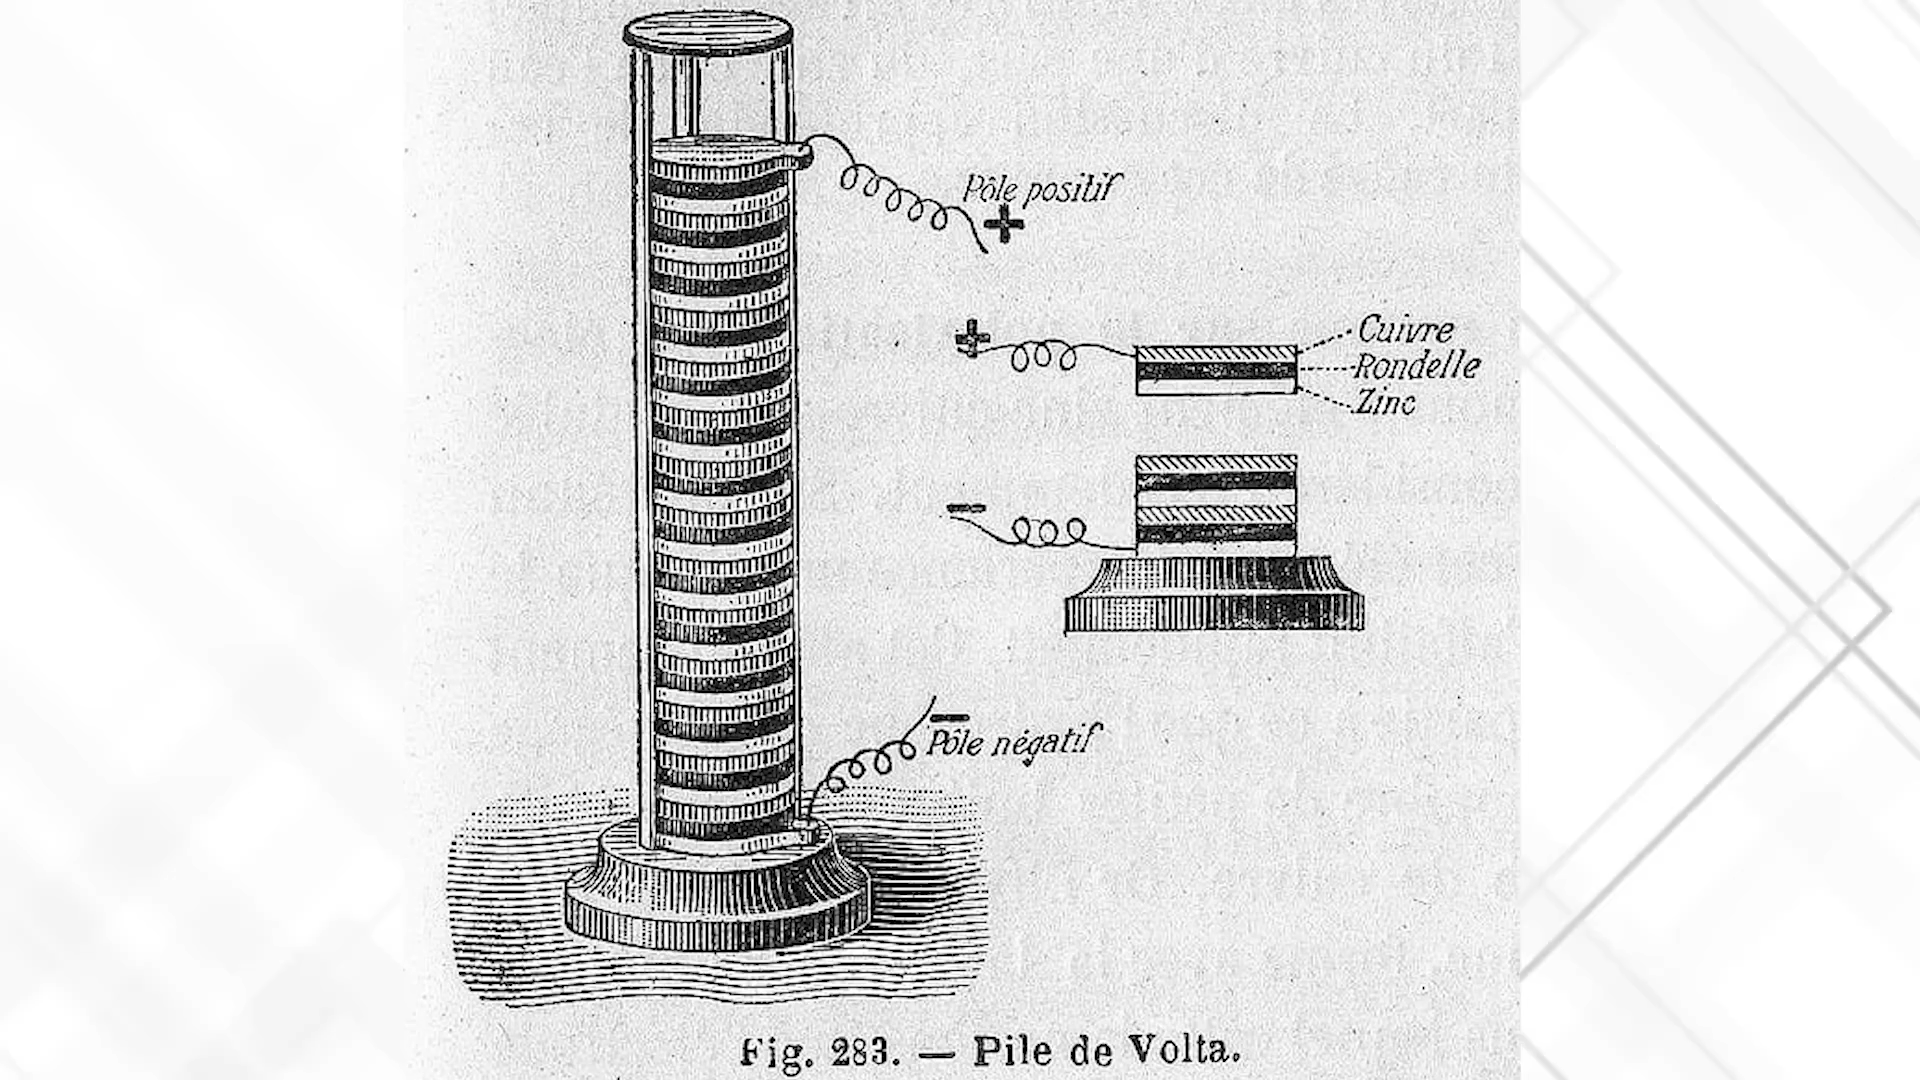 Pôle positif
+
+
Cuivre
Rondelle
Zinc
–
–
Pôle négatif
Fig. 283. — Pile de Volta.